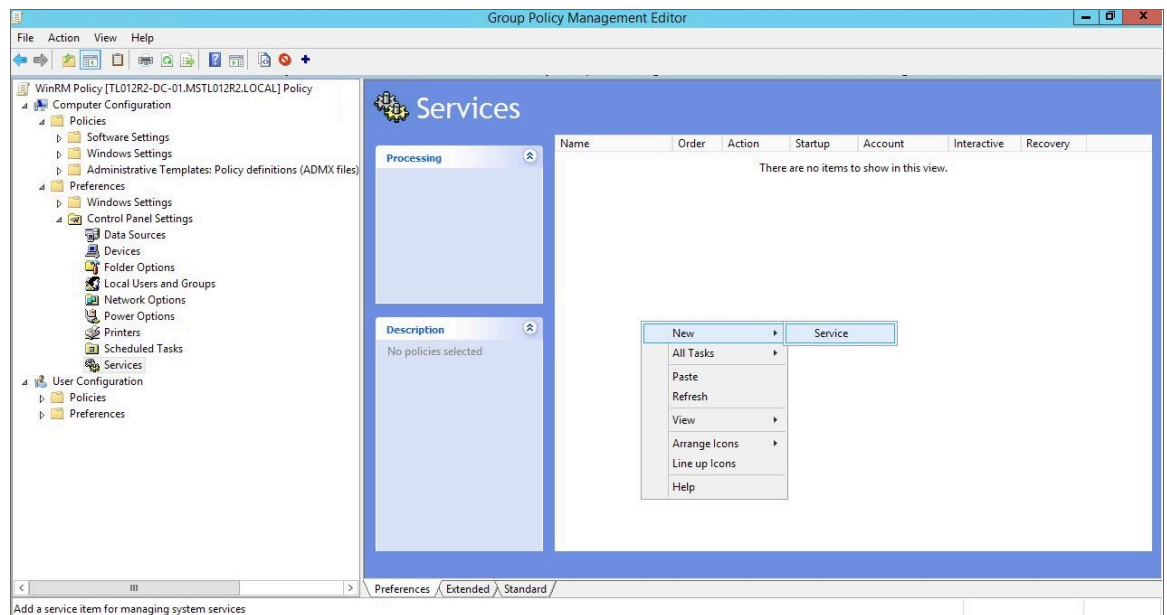 Group Policy Management Editor
File Action View Help
WinRM Policy [TL012R2-DC-01.MSTL012R2.LOCAL] Policy
Computer Configuration
Policies
Software Settings
Windows Settings
Administrative Templates: Policy definitions (ADMX files)
Preferences
Windows Settings
Control Panel Settings
Data Sources
Devices
Folder Options
Local Users and Groups
Network Options
Power Options
Printers
Scheduled Tasks
Services
User Configuration
Policies
Preferences
Services
Processing
Description
No policies selected
Name Order Action Startup Account Interactive Recovery
There are no items to show in this view.
New Service
All Tasks
Paste
Refresh
View
Arrange Icons
Line up Icons
Help
Preferences Extended Standard
Add a service item for managing system services